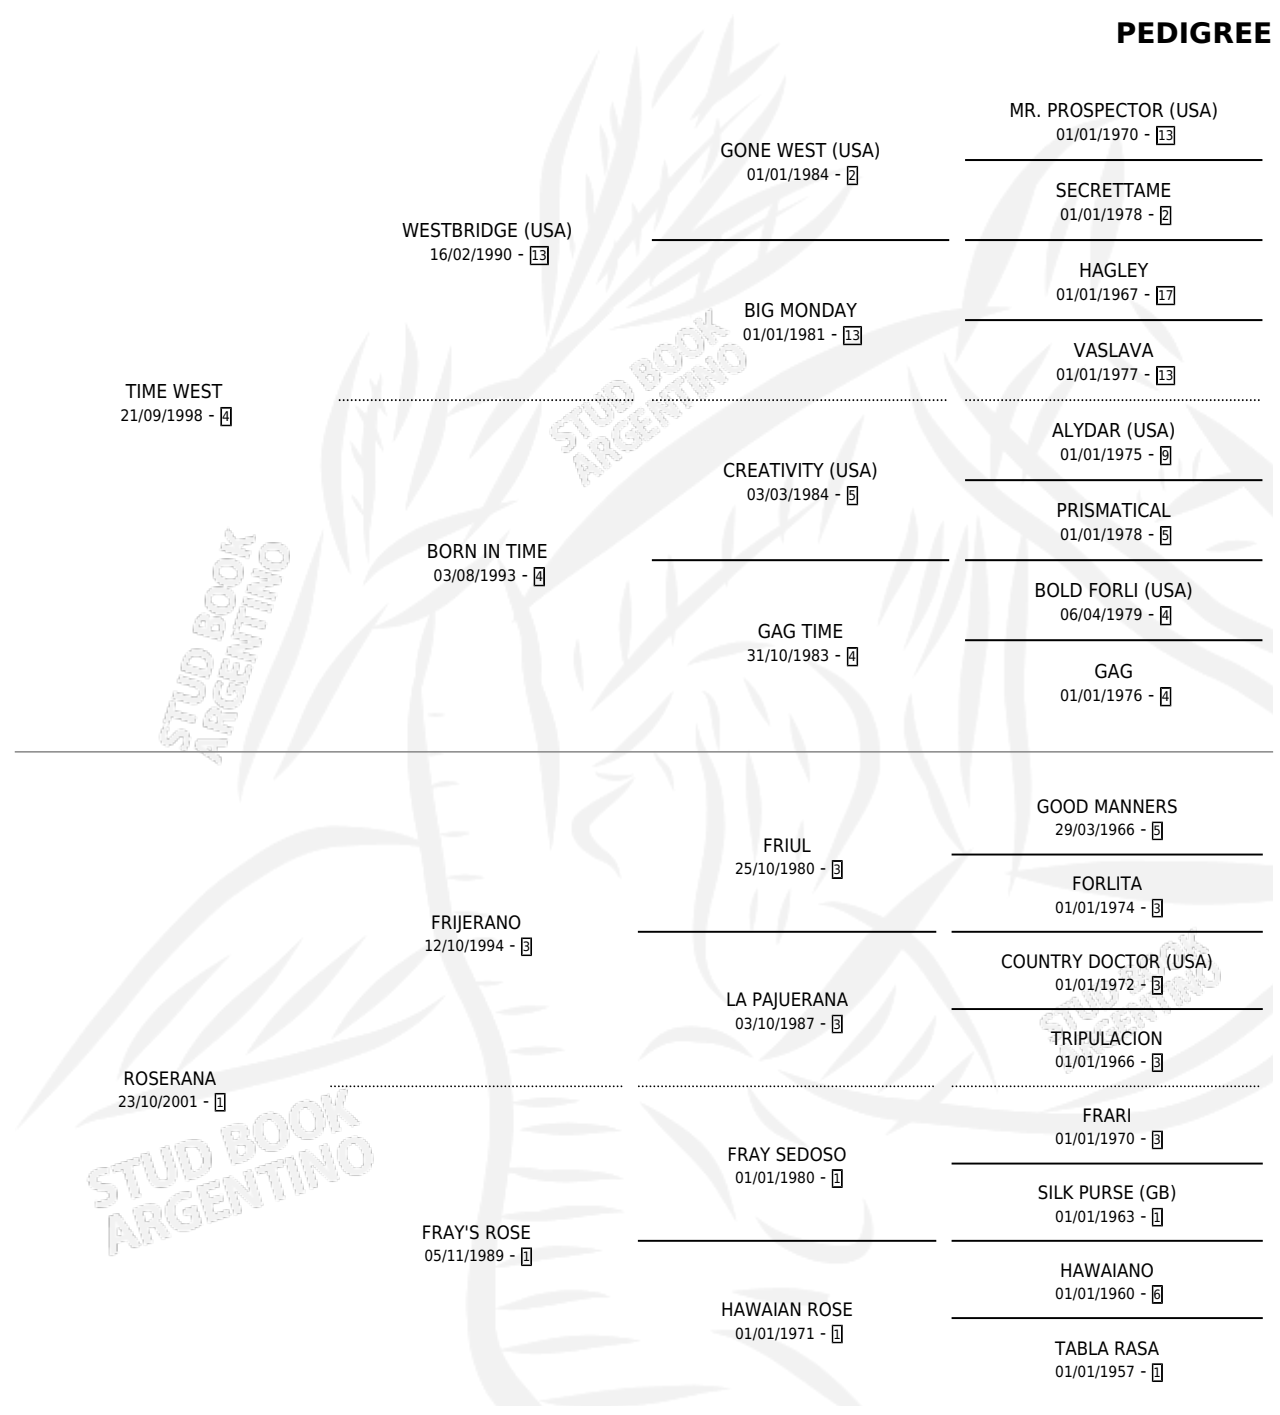 PEDIGREE
MR. PROSPECTOR (USA)
01/01/1970 - 13
GONE WEST (USA)
01/01/1984 - 2
SECRETTAME
01/01/1978 - 2
WESTBRIDGE (USA)
16/02/1990 - 13
HAGLEY
01/01/1967 - 17
BIG MONDAY
01/01/1981 - 13
VASLAVA
01/01/1977 - 13
TIME WEST
21/09/1998 - 4
ALYDAR (USA)
01/01/1975 - 9
CREATIVITY (USA)
03/03/1984 - 5
PRISMATICAL
01/01/1978 - 5
BORN IN TIME
03/08/1993 - 4
BOLD FORLI (USA)
06/04/1979 - 4
GAG TIME
31/10/1983 - 4
GAG
01/01/1976 - 4
STUD BOOK
ARGENTINO
STUD BOOK
ARGENTINO
GOOD MANNERS
29/03/1966 - 5
FRIUL
25/10/1980 - 3
FORLITA
01/01/1974 - 3
FRIJERANO
12/10/1994 - 3
COUNTRY DOCTOR (USA)
01/01/1972 - 3
LA PAJUERANA
03/10/1987 - 3
TRIPULACION
01/01/1966 - 3
STUD BOOK
ARGENTINO
ROSERANA
23/10/2001 - 1
FRARI
01/01/1970 - 3
FRAY SEDOSO
01/01/1980 - 1
SILK PURSE (GB)
01/01/1963 - 1
FRAY'S ROSE
05/11/1989 - 1
HAWAIANO
01/01/1960 - 6
HAWAIAN ROSE
01/01/1971 - 1
TABLA RASA
01/01/1957 - 1
STUD BOOK
ARGENTINO